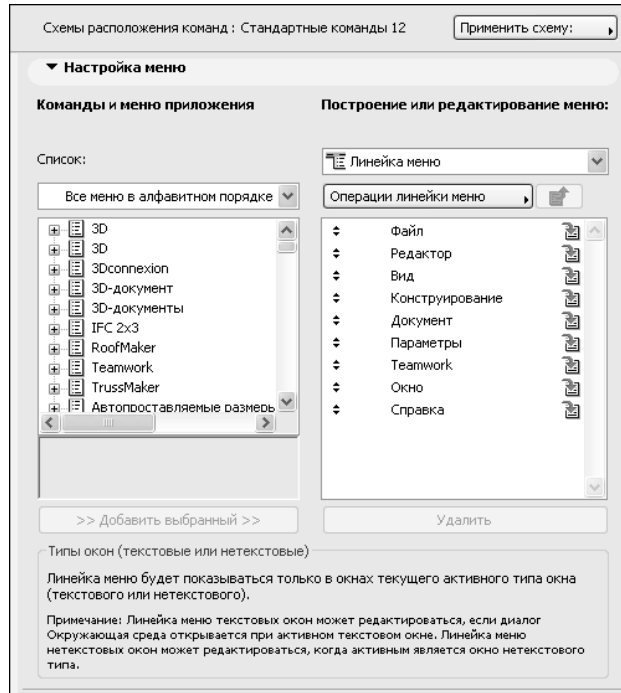 Схемы расположения команд : Стандартные команды 12
Применить схему:
Настройка меню
Команды и меню приложения
Построение или редактирование меню:
Список:
Линейка меню
Все меню в алфавитном порядке
Операции линейки меню
3D
3D
3Dconnexion
3D-документ
3D-документы
IFC 2x3
RoofMaker
Teamwork
TrussMaker
Автопроставляемые размеры
Файл
Редактор
Вид
Конструирование
Документ
Параметры
Teamwork
Окно
Справка
>> Добавить выбранный >>
Удалить
Типы окон (текстовые или нетекстовые)
Линейка меню будет показываться только в окнах текущего активного типа окна
(текстового или нетекстового).
Примечание: Линейка меню текстовых окон может редактироваться, если диалог
Окружающая среда открывается при активном текстовом окне. Линейка меню
нетекстовых окон может редактироваться, когда активным является окно нетекстового
типа.